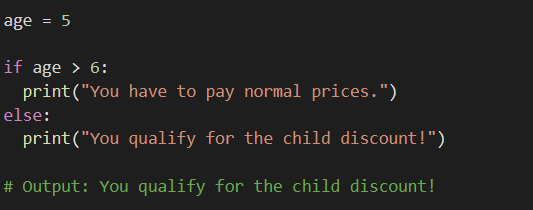 age = 5
if age > 6:
  print("You have to pay normal prices.")
else:
  print("You qualify for the child discount!")
# Output: You qualify for the child discount!